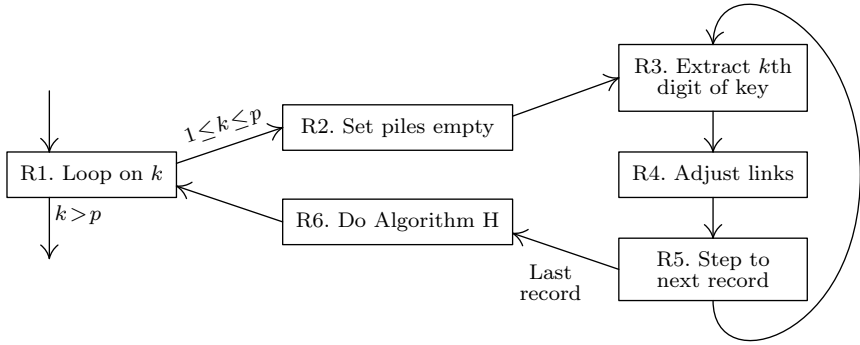 R1. Loop on k
1≤k≤p
k>p
R2. Set piles empty
R3. Extract kth
digit of key
R4. Adjust links
R5. Step to
next record
Last
record
R6. Do Algorithm H